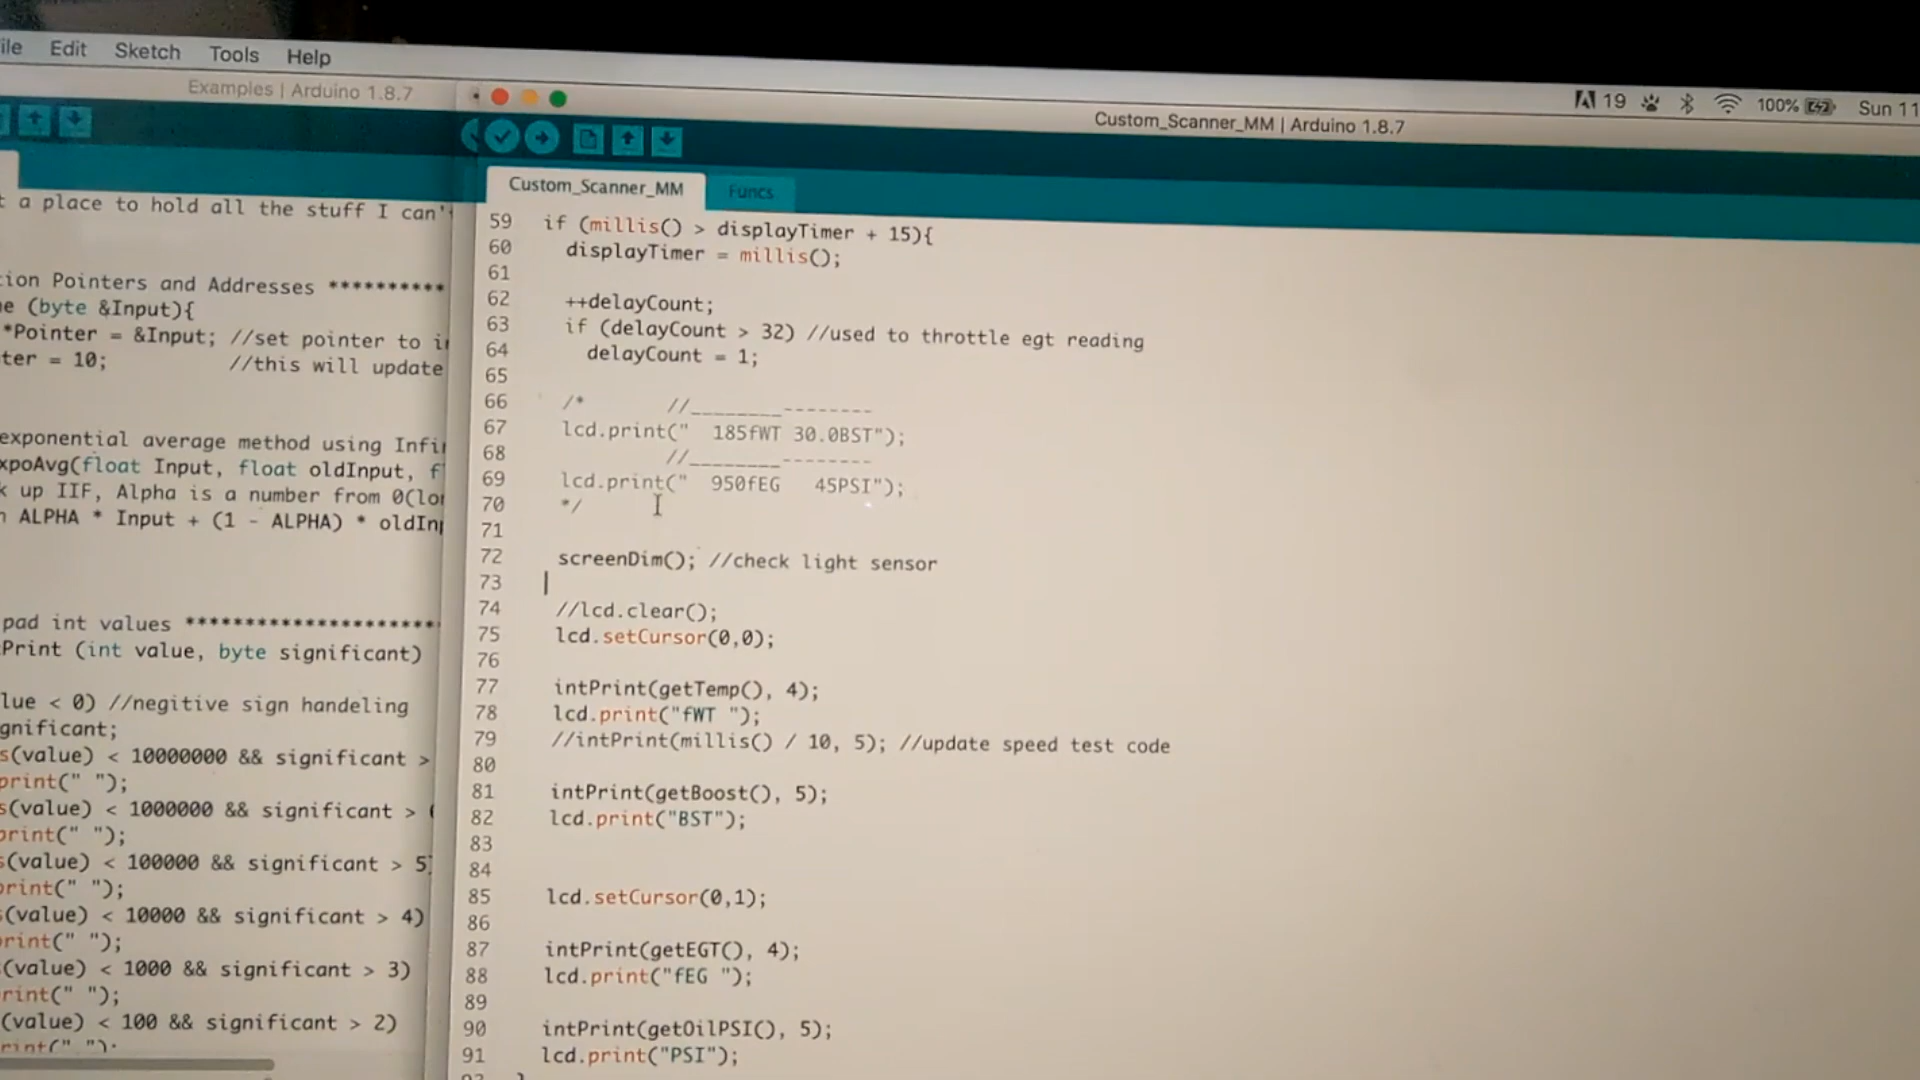 ile Edit Sketch Tools Help
Examples | Arduino 1.8.7
19 100% Sun 11
Custom_Scanner_MM | Arduino 1.8.7
Custom_Scanner_MM Funcs
t a place to hold all the stuff I can'
tion Pointers and Addresses **********
e (byte &Input){
*Pointer = &Input; //set pointer to i
ter = 10; //this will update
exponential average method using Infi
xpoAvg(float Input, float oldInput, f
k up IIF, Alpha is a number from 0(lo
n ALPHA * Input + (1 - ALPHA) * oldIn
pad int values **********************
Print (int value, byte significant)
lue < 0) //negitive sign handeling
gnificant;
s(value) < 10000000 && significant >
print(" ");
s(value) < 1000000 && significant >
print(" ");
s(value) < 100000 && significant > 5
print(" ");
(value) < 10000 && significant > 4)
rint(" ");
(value) < 1000 && significant > 3)
rint(" ");
(value) < 100 && significant > 2)
rint(" ");
59 if (millis() > displayTimer + 15){
60 displayTimer = millis();
61
62 ++delayCount;
63 if (delayCount > 32) //used to throttle egt reading
64 delayCount = 1;
65
66 /* //________--------
67 lcd.print("  185fWT 30.0BST");
68 //________--------
69 lcd.print("  950fEG   45PSI");
70 */
71
72 screenDim(); //check light sensor
73
74 //lcd.clear();
75 lcd.setCursor(0,0);
76
77 intPrint(getTemp(), 4);
78 lcd.print("fWT ");
79 //intPrint(millis() / 10, 5); //update speed test code
80
81 intPrint(getBoost(), 5);
82 lcd.print("BST");
83
84
85 lcd.setCursor(0,1);
86
87 intPrint(getEGT(), 4);
88 lcd.print("fEG ");
89
90 intPrint(getOilPSI(), 5);
91 lcd.print("PSI");